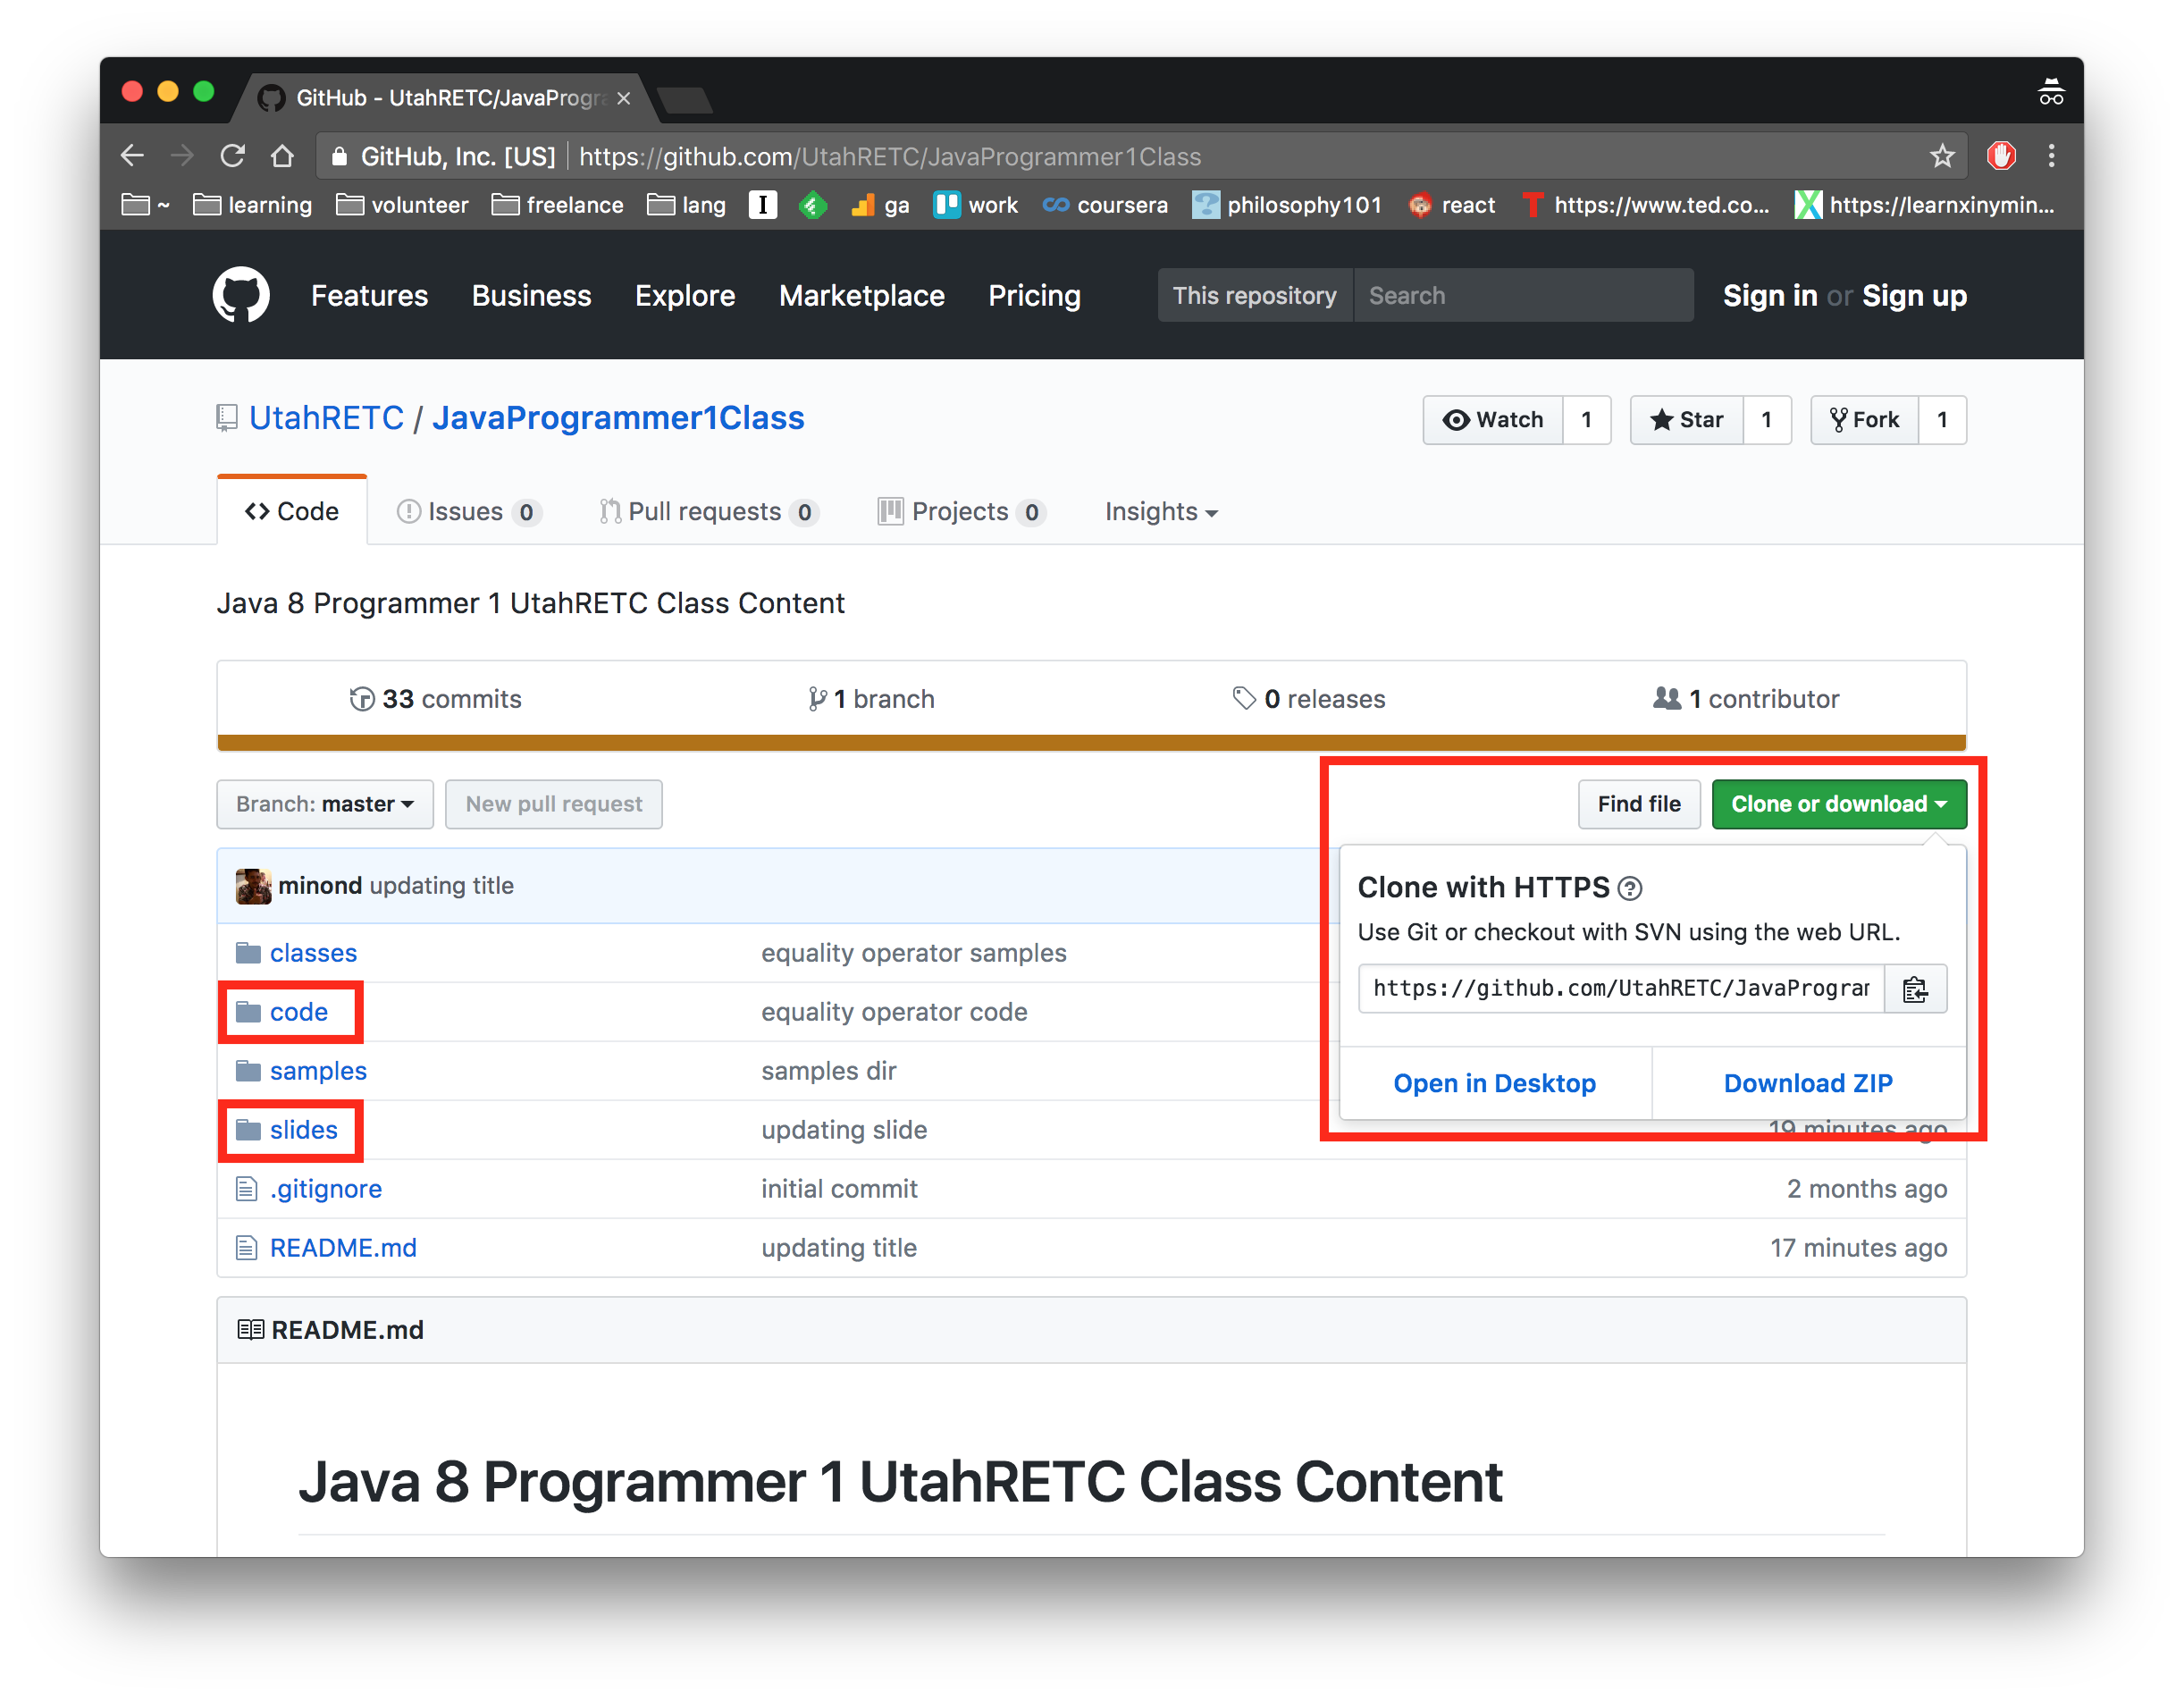 GitHub - UtahRETC/JavaProgra
GitHub, Inc. [US] https://github.com/UtahRETC/JavaProgrammer1Class
~ learning volunteer freelance lang I ga work coursera philosophy101 react https://www.ted.co... https://learnxinymin...
Features Business Explore Marketplace Pricing This repository Search Sign in or Sign up
UtahRETC / JavaProgrammer1Class Watch 1 Star 1 Fork 1
Code Issues 0 Pull requests 0 Projects 0 Insights
Java 8 Programmer 1 UtahRETC Class Content
33 commits 1 branch 0 releases 1 contributor
Branch: master New pull request Find file Clone or download
minond updating title
Clone with HTTPS
Use Git or checkout with SVN using the web URL.
classes equality operator samples
https://github.com/UtahRETC/JavaPrograr
code equality operator code
samples samples dir
Open in Desktop Download ZIP
slides updating slide 19 minutes ago
.gitignore initial commit 2 months ago
README.md updating title 17 minutes ago
README.md
Java 8 Programmer 1 UtahRETC Class Content